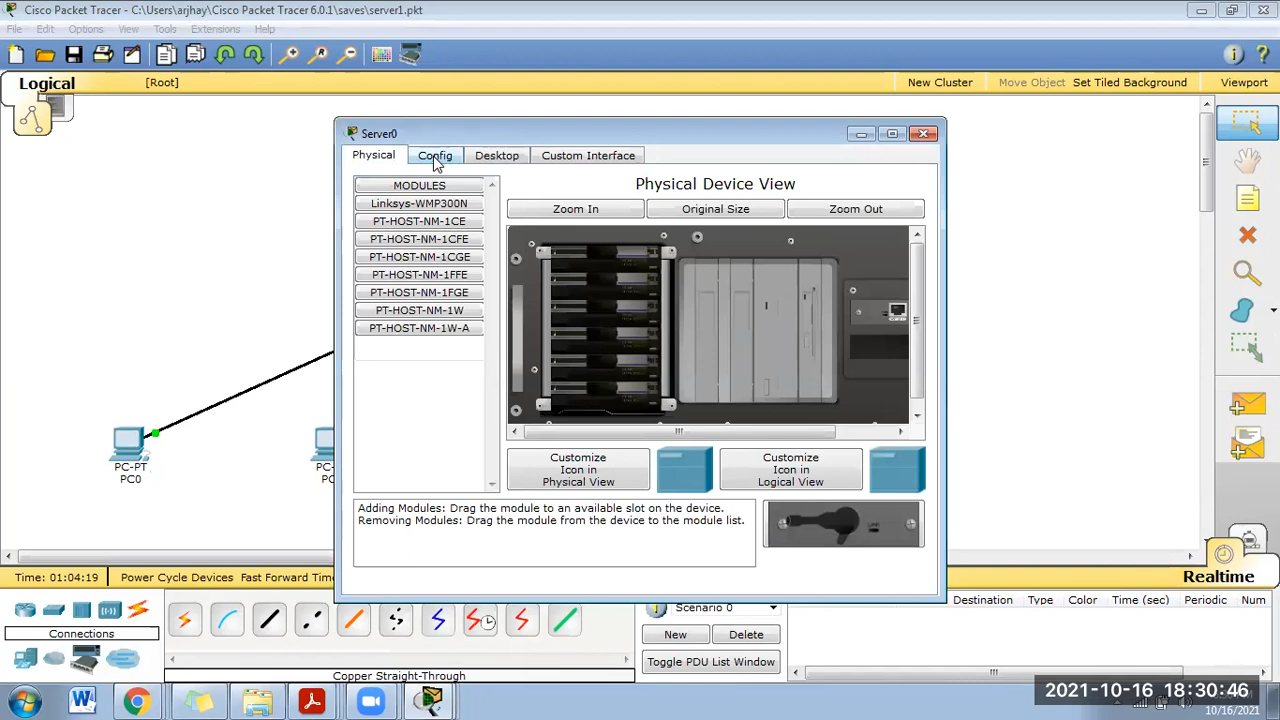 Cisco Packet Tracer - C:\Users\arjhay\Cisco Packet Tracer 6.0.1\saves\server1.pkt
File Edit Options View Tools Extensions Help
Logical
[Root]
New Cluster
Move Object
Set Tiled Background
Viewport
Server0
Physical
Config
Desktop
Custom Interface
MODULES
Linksys-WMP300N
PT-HOST-NM-1CE
PT-HOST-NM-1CFE
PT-HOST-NM-1CGE
PT-HOST-NM-1FFE
PT-HOST-NM-1FGE
PT-HOST-NM-1W
PT-HOST-NM-1W-A
Physical Device View
Zoom In
Original Size
Zoom Out
Customize
Icon in
Physical View
Customize
Icon in
Logical View
Adding Modules: Drag the module to an available slot on the device.
Removing Modules: Drag the module from the device to the module list.
PC-PT
PC0
Time: 01:04:19
Power Cycle Devices
Fast Forward Time
Realtime
Connections
Copper Straight-Through
Scenario 0
New
Delete
Toggle PDU List Window
Destination
Type
Color
Time (sec)
Periodic
Num
2021-10-16 18:30:46
10/16/2021